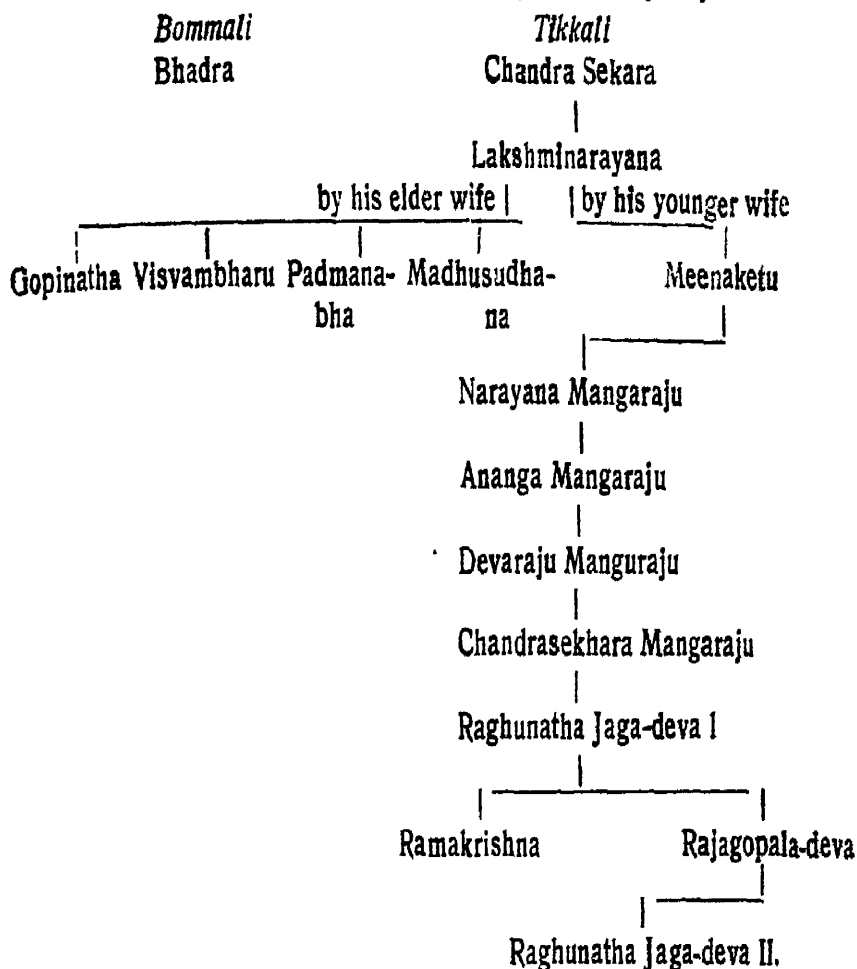 Bommali Tikkali
Bhadra Chandra Sekara
Lakshminarayana
by his elder wife by his younger wife
Gopinatha Visvambharu Padmana- Madhusudha- Meenaketu
bha na
Narayana Mangaraju
Ananga Mangaraju
Devaraju Manguraju
Chandrasekhara Mangaraju
Raghunatha Jaga-deva I
Ramakrishna Rajagopala-deva
Raghunatha Jaga-deva II.